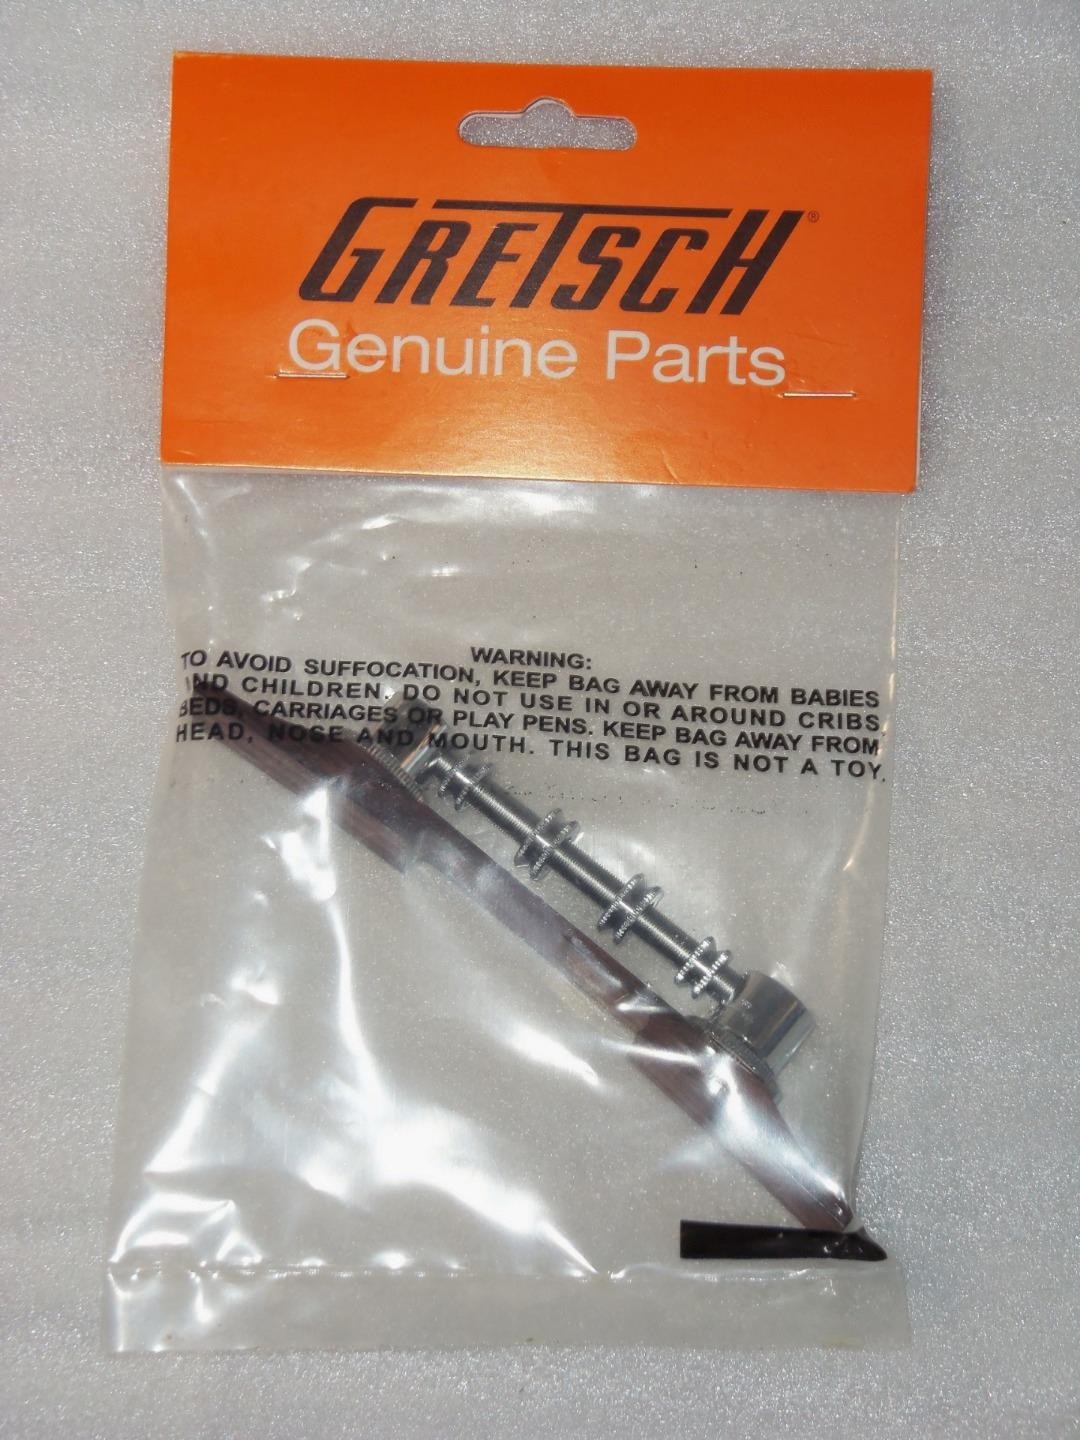 GRETSCH®
Genuine Parts
WARNING:
TO AVOID SUFFOCATION, KEEP BAG AWAY FROM BABIES
AND CHILDREN. DO NOT USE IN OR AROUND CRIBS,
BEDS, CARRIAGES OR PLAY PENS. KEEP BAG AWAY FROM
HEAD, NOSE AND MOUTH. THIS BAG IS NOT A TOY.